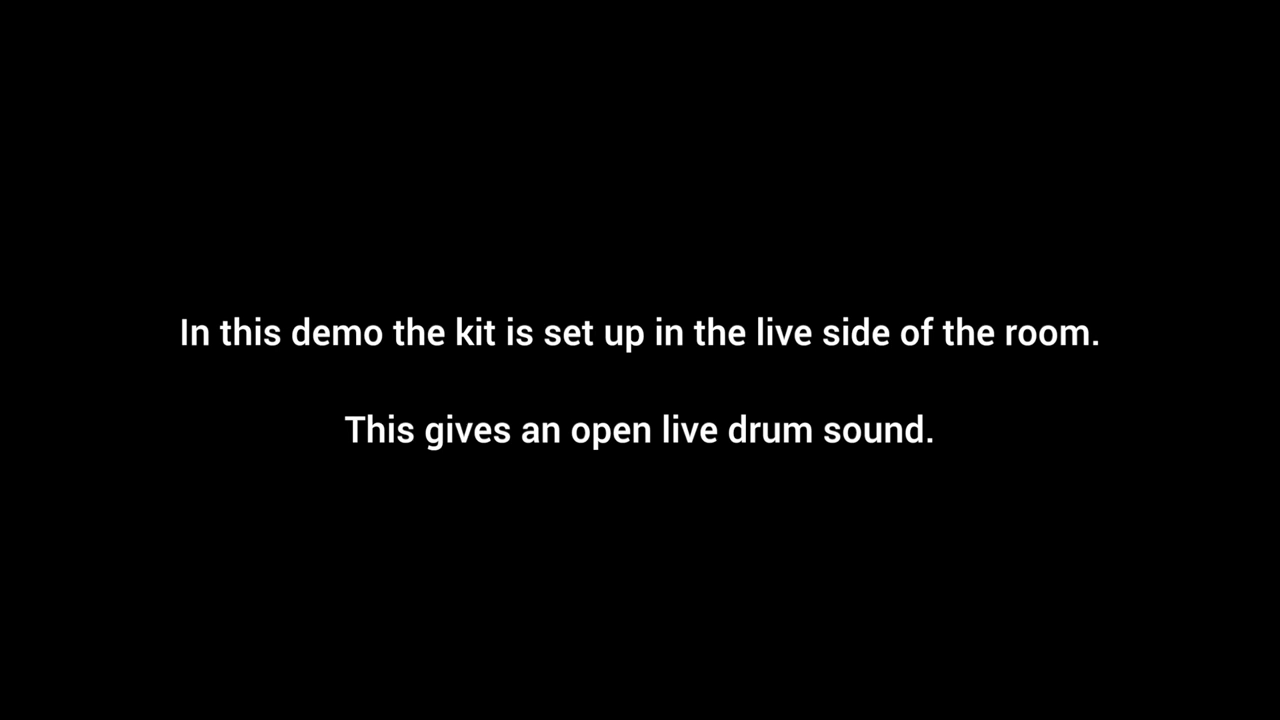 In this demo the kit is set up in the live side of the room.
This gives an open live drum sound.